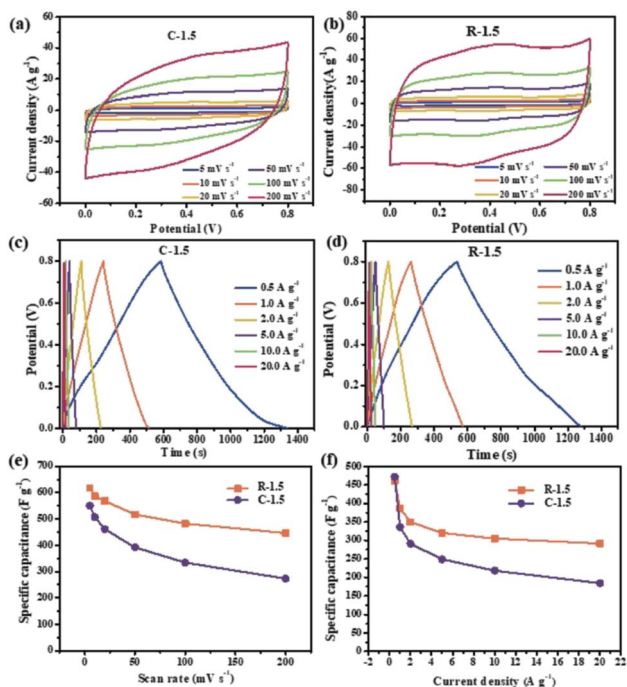 (a)
C-1.5
Current density (A g⁻¹)
60
40
20
0
-20
-40
-60
0.0
0.2
0.4
0.6
0.8
Potential (V)
5 mV s⁻¹
10 mV s⁻¹
20 mV s⁻¹
50 mV s⁻¹
100 mV s⁻¹
200 mV s⁻¹
(b)
R-1.5
Current density(A g⁻¹)
80
60
40
20
0
-20
-40
-60
-80
0.0
0.2
0.4
0.6
0.8
Potential (V)
5 mV s⁻¹
10 mV s⁻¹
20 mV s⁻¹
50 mV s⁻¹
100 mV s⁻¹
200 mV s⁻¹
(c)
C-1.5
Potential (V)
0.8
0.6
0.4
0.2
0.0
0
200
400
600
800
1000
1200
1400
Time (s)
0.5 A g⁻¹
1.0 A g⁻¹
2.0 A g⁻¹
5.0 A g⁻¹
10.0 A g⁻¹
20.0 A g⁻¹
(d)
R-1.5
Potential (V)
0.8
0.6
0.4
0.2
0.0
0
200
400
600
800
1000
1200
1400
Time (s)
0.5 A g⁻¹
1.0 A g⁻¹
2.0 A g⁻¹
5.0 A g⁻¹
10.0 A g⁻¹
20.0 A g⁻¹
(e)
Specific capacitance (F g⁻¹)
700
600
500
400
300
200
100
0
0
50
100
150
200
Scan rate (mV s⁻¹)
R-1.5
C-1.5
(f)
Specific capacitance (F g⁻¹)
500
450
400
350
300
250
200
150
100
50
0
-2
0
2
4
6
8
10
12
14
16
18
20
22
Current density (A g⁻¹)
R-1.5
C-1.5